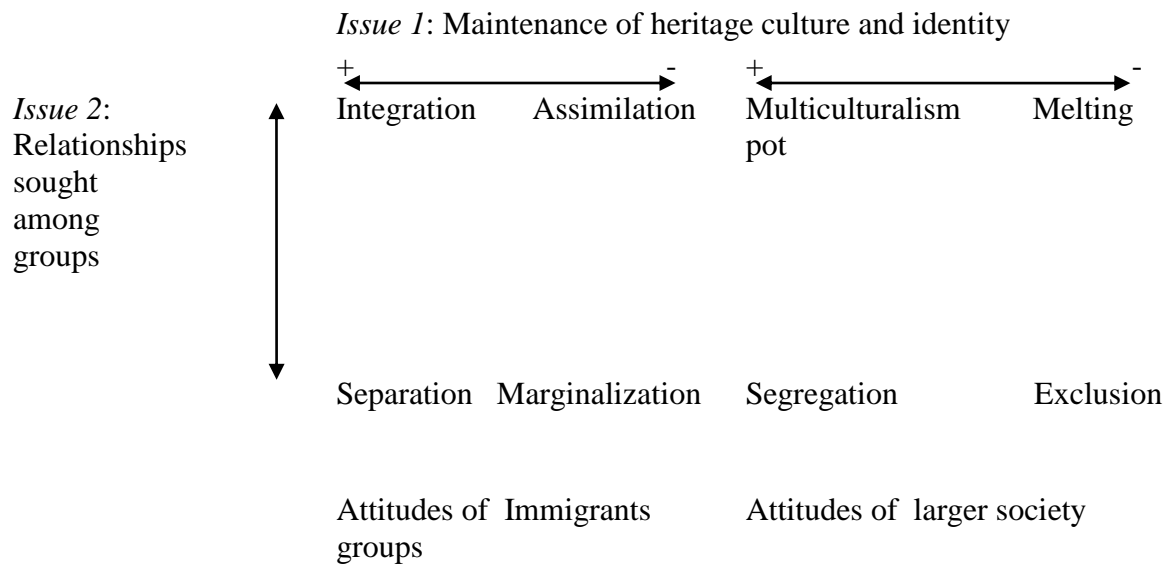 Issue 1: Maintenance of heritage culture and identity
+ - + -
Issue 2:
Relationships
sought
among
groups
Integration Assimilation Multiculturalism Melting
pot
Separation Marginalization Segregation Exclusion
Attitudes of Immigrants
groups
Attitudes of larger society